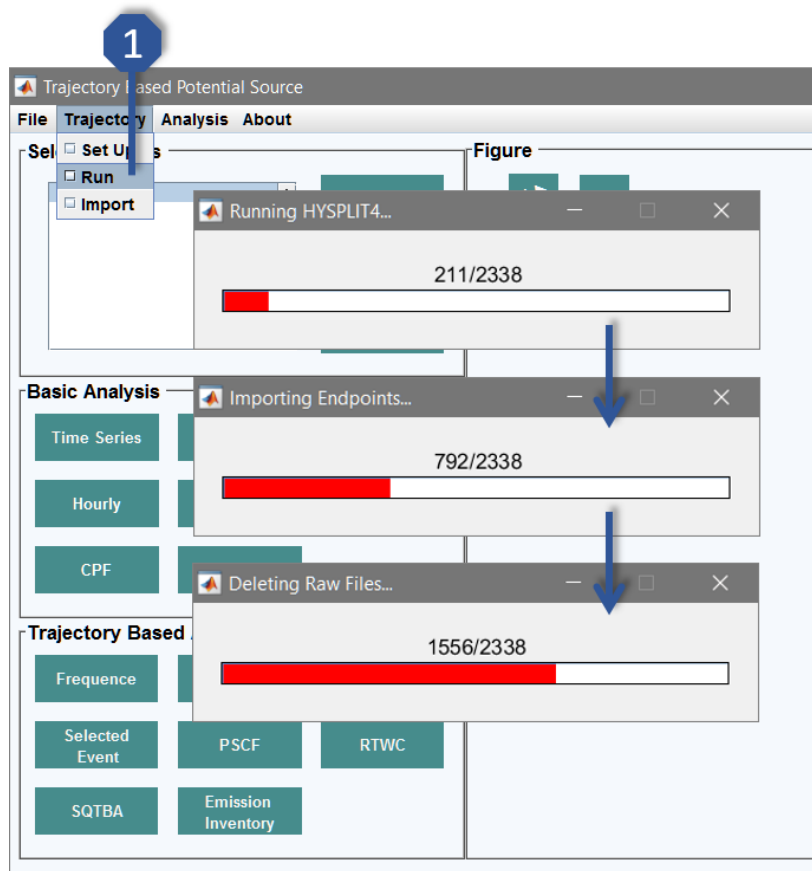 1
Trajectory Based Potential Source
File Trajectory Analysis About
Set Up
Figure
Run
Import
Running HYSPLIT4...
211/2338
Basic Analysis
Importing Endpoints...
Time Series
792/2338
Hourly
CPF
Deleting Raw Files...
Trajectory Based
1556/2338
Frequence
Selected
Event
PSCF
RTWC
SQTBA
Emission
Inventory